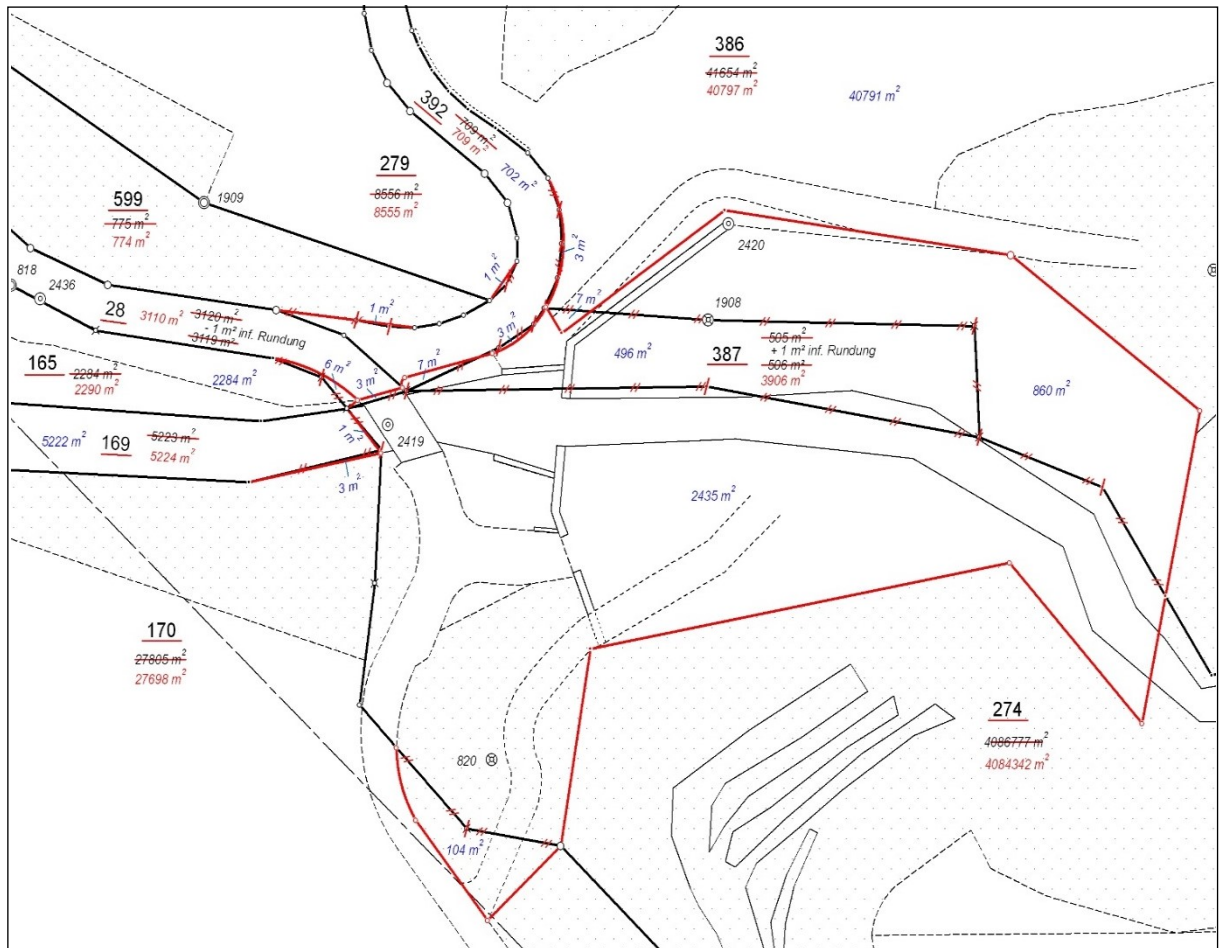 386
41654 m²
40797 m²
40791 m²
392
709 m²
709 m²
702 m²
279
8556 m²
8555 m²
1909
599
775 m²
774 m²
3 m²
1 m²
2420
818
2436
28
3110 m²
3120 m²
- 1 m² inf. Rundung
3119 m²
1 m²
7 m²
1908
3 m²
165
2284 m²
2290 m²
2284 m²
6 m²
3 m²
7 m²
496 m²
387
505 m²
+ 1 m² inf. Rundung
506 m²
3906 m²
860 m²
5222 m²
169
5223 m²
5224 m²
1 m²
2419
3 m²
2435 m²
170
27805 m²
27698 m²
274
4086777 m²
4084342 m²
820
104 m²